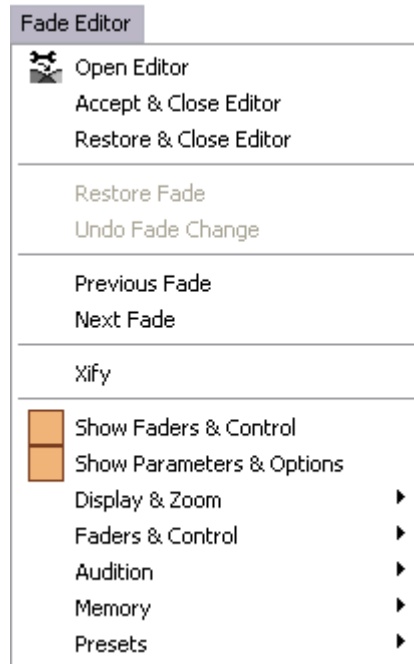 Fade Editor
Open Editor
Accept & Close Editor
Restore & Close Editor
Restore Fade
Undo Fade Change
Previous Fade
Next Fade
Xify
Show Faders & Control
Show Parameters & Options
Display & Zoom
Faders & Control
Audition
Memory
Presets